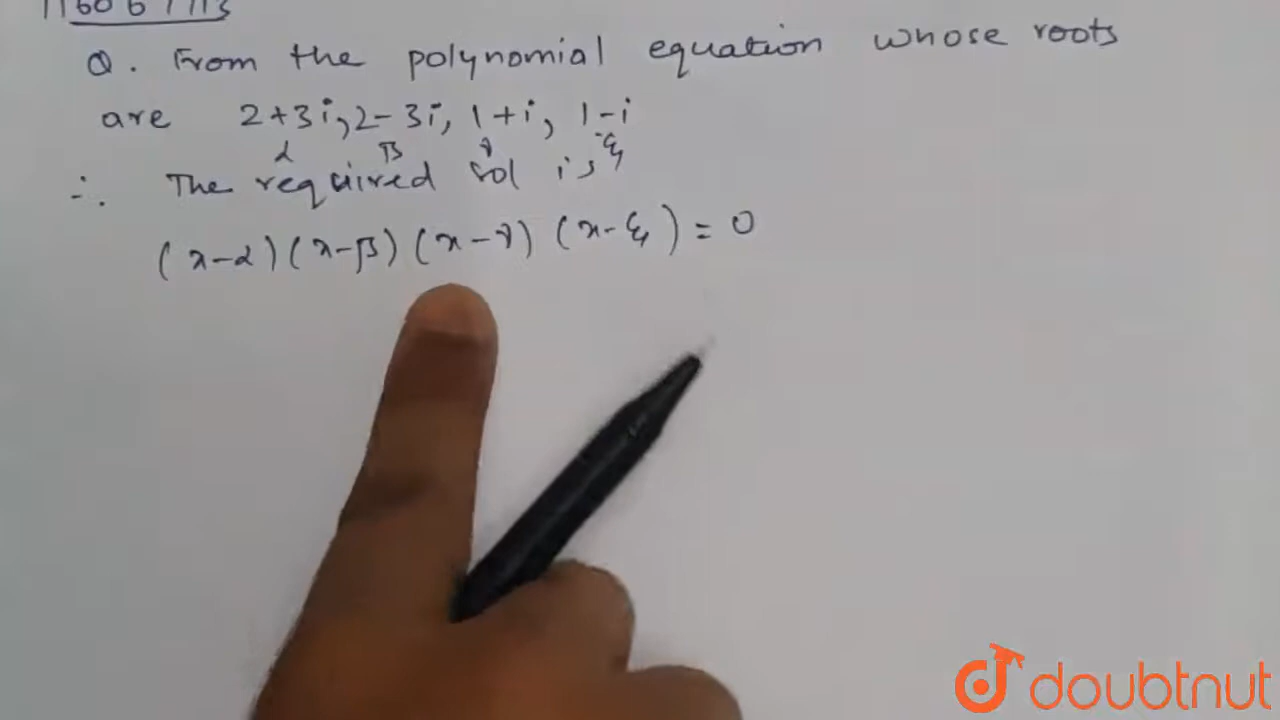 Q. From the polynomial equation whose roots
are 2+3i, 2-3i, 1+i, 1-i
α β γ ξ
∴ The required sol is
(x-α)(x-β)(x-γ)(x-ξ) = 0
doubtnut